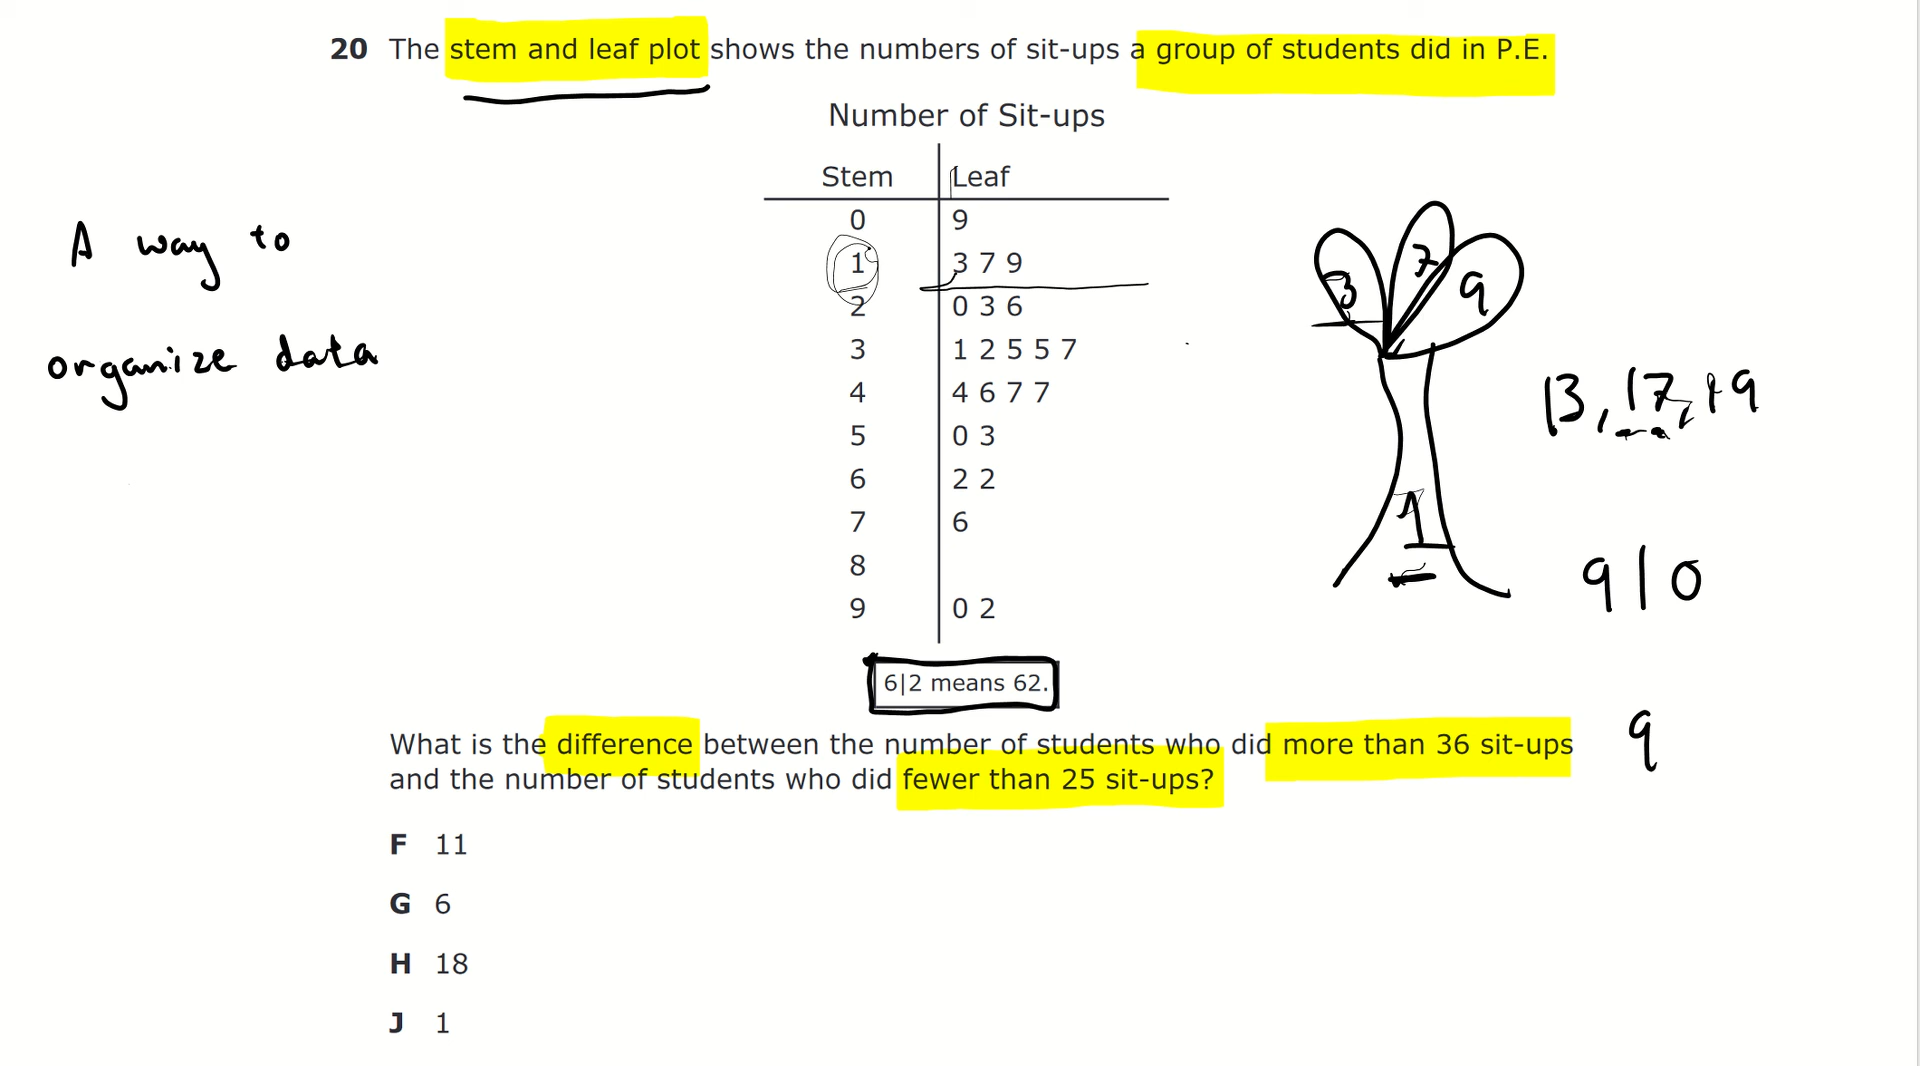 20 The stem and leaf plot shows the numbers of sit-ups a group of students did in P.E.
Number of Sit-ups
Stem Leaf
0 9
1 3 7 9
2 0 3 6
3 1 2 5 5 7
4 4 6 7 7
5 0 3
6 2 2
7 6
8
9 0 2
6|2 means 62.
A way to
organize data
3 7 9
1
13, 17, 19
9 | 0
9
What is the difference between the number of students who did more than 36 sit-ups
and the number of students who did fewer than 25 sit-ups?
F 11
G 6
H 18
J 1